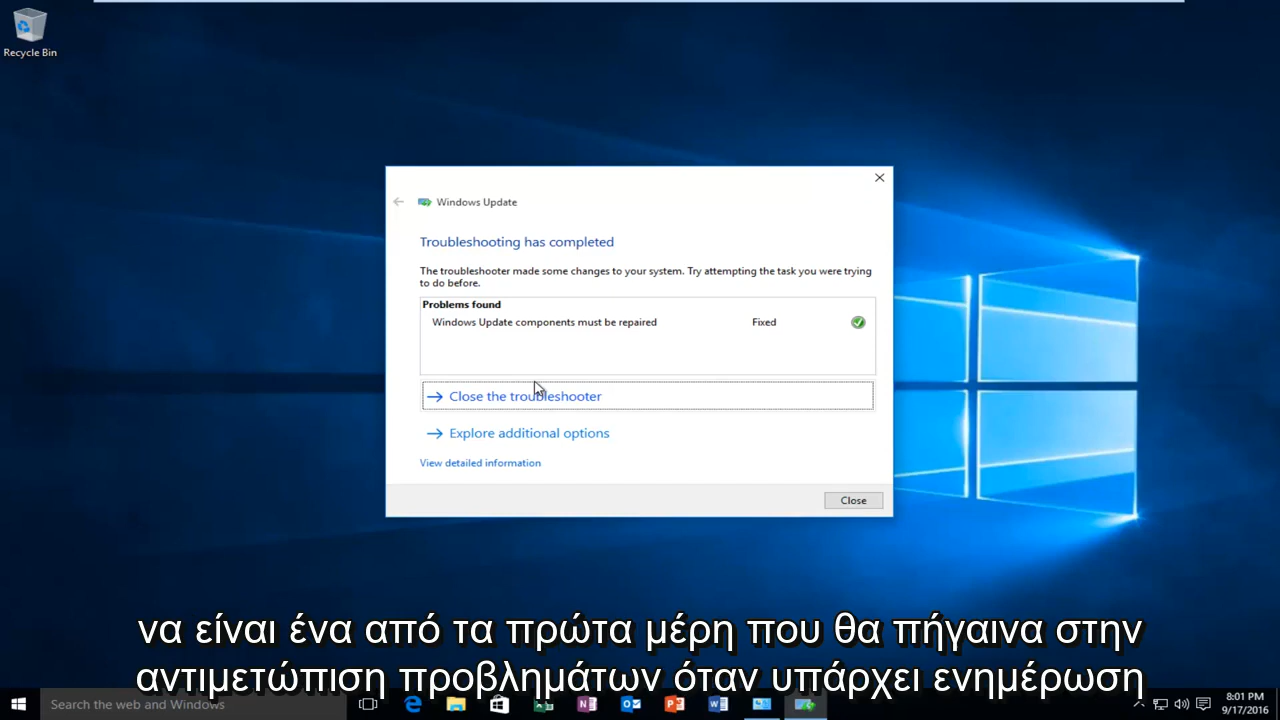 Recycle Bin
Windows Update
Troubleshooting has completed
The troubleshooter made some changes to your system. Try attempting the task you were trying
to do before.
Problems found
Windows Update components must be repaired Fixed
Close the troubleshooter
Explore additional options
View detailed information
Close
να είναι ένα από τα πρώτα μέρη που θα πήγαινα στην
αντιμετώπιση προβλημάτων όταν υπάρχει ενημέρωση
Search the web and Windows
8:01 PM
9/17/2016